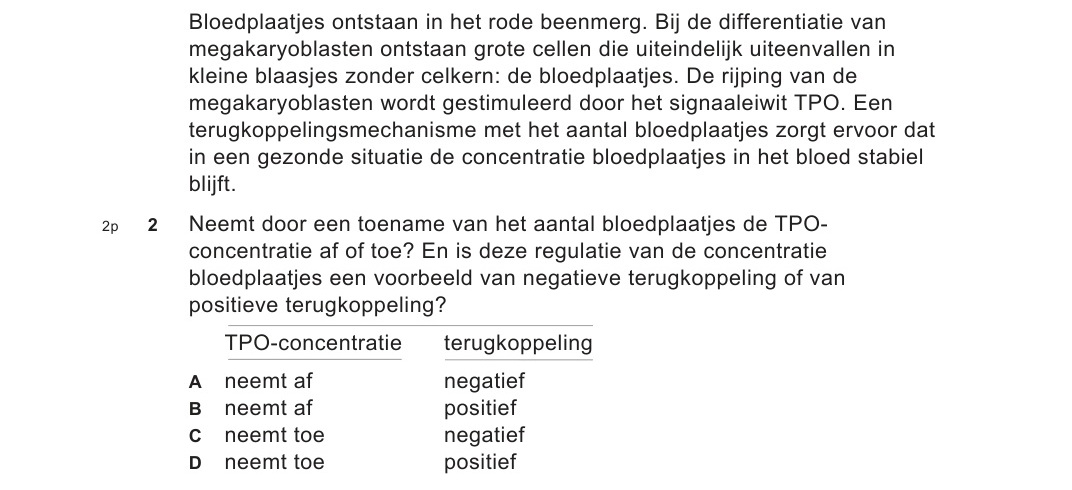 Bloedplaatjes ontstaan in het rode beenmerg. Bij de differentiatie van
megakaryoblasten ontstaan grote cellen die uiteindelijk uiteenvallen in
kleine blaasjes zonder celkern: de bloedplaatjes. De rijping van de
megakaryoblasten wordt gestimuleerd door het signaaleiwit TPO. Een
terugkoppelingsmechanisme met het aantal bloedplaatjes zorgt ervoor dat
in een gezonde situatie de concentratie bloedplaatjes in het bloed stabiel
blijft.
2p 2 Neemt door een toename van het aantal bloedplaatjes de TPO-
concentratie af of toe? En is deze regulatie van de concentratie
bloedplaatjes een voorbeeld van negatieve terugkoppeling of van
positieve terugkoppeling?
TPO-concentratie terugkoppeling
A neemt af negatief
B neemt af positief
C neemt toe negatief
D neemt toe positief